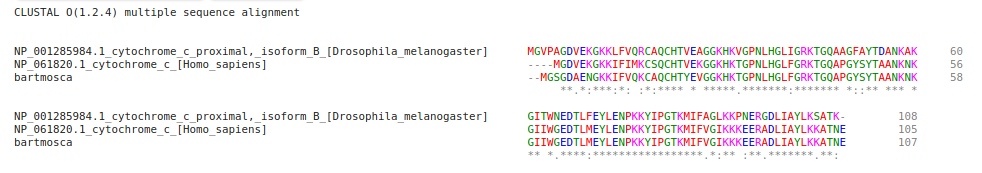 CLUSTAL O(1.2.4) multiple sequence alignment
NP_001285984.1_cytochrome_c_proximal,_isoform_B_[Drosophila_melanogaster] MGVPAGDVEKGKKLFVQRCAQCHTVEAGGKHKVGPNLHGLIGRKTGQAAGFAYTDANKAK 60
NP_061820.1_cytochrome_c_[Homo_sapiens] ----MGDVEKGKKIFIMKCSQCHTVEKGGKHKTGPNLHGLFGRKTGQAPGYSYTAANKNK 56
bartmosca --MGSGDAENGKKIFVQKCAQCHTYEVGGKHKTGPNLHGLFGRKTGQAPGYSYTAANKNK 58
**.*:***:*: :*:**** * *****.*******:******* *:** *** *
NP_001285984.1_cytochrome_c_proximal,_isoform_B_[Drosophila_melanogaster] GITWNEDTLFEYLENPKKYIPGTKMIFAGLKKPNERGDLIAYLKSATK- 108
NP_061820.1_cytochrome_c_[Homo_sapiens] GIIWGEDTLMEYLENPKKYIPGTKMIFVGIKKKEERADLIAYLKKATNE 105
bartmosca GIIWGEDTLMEYLENPKKYIPGTKMIFVGIKKKEERADLIAYLKKATNE 107
** *.****:*****************.*:** :**.*******.**: